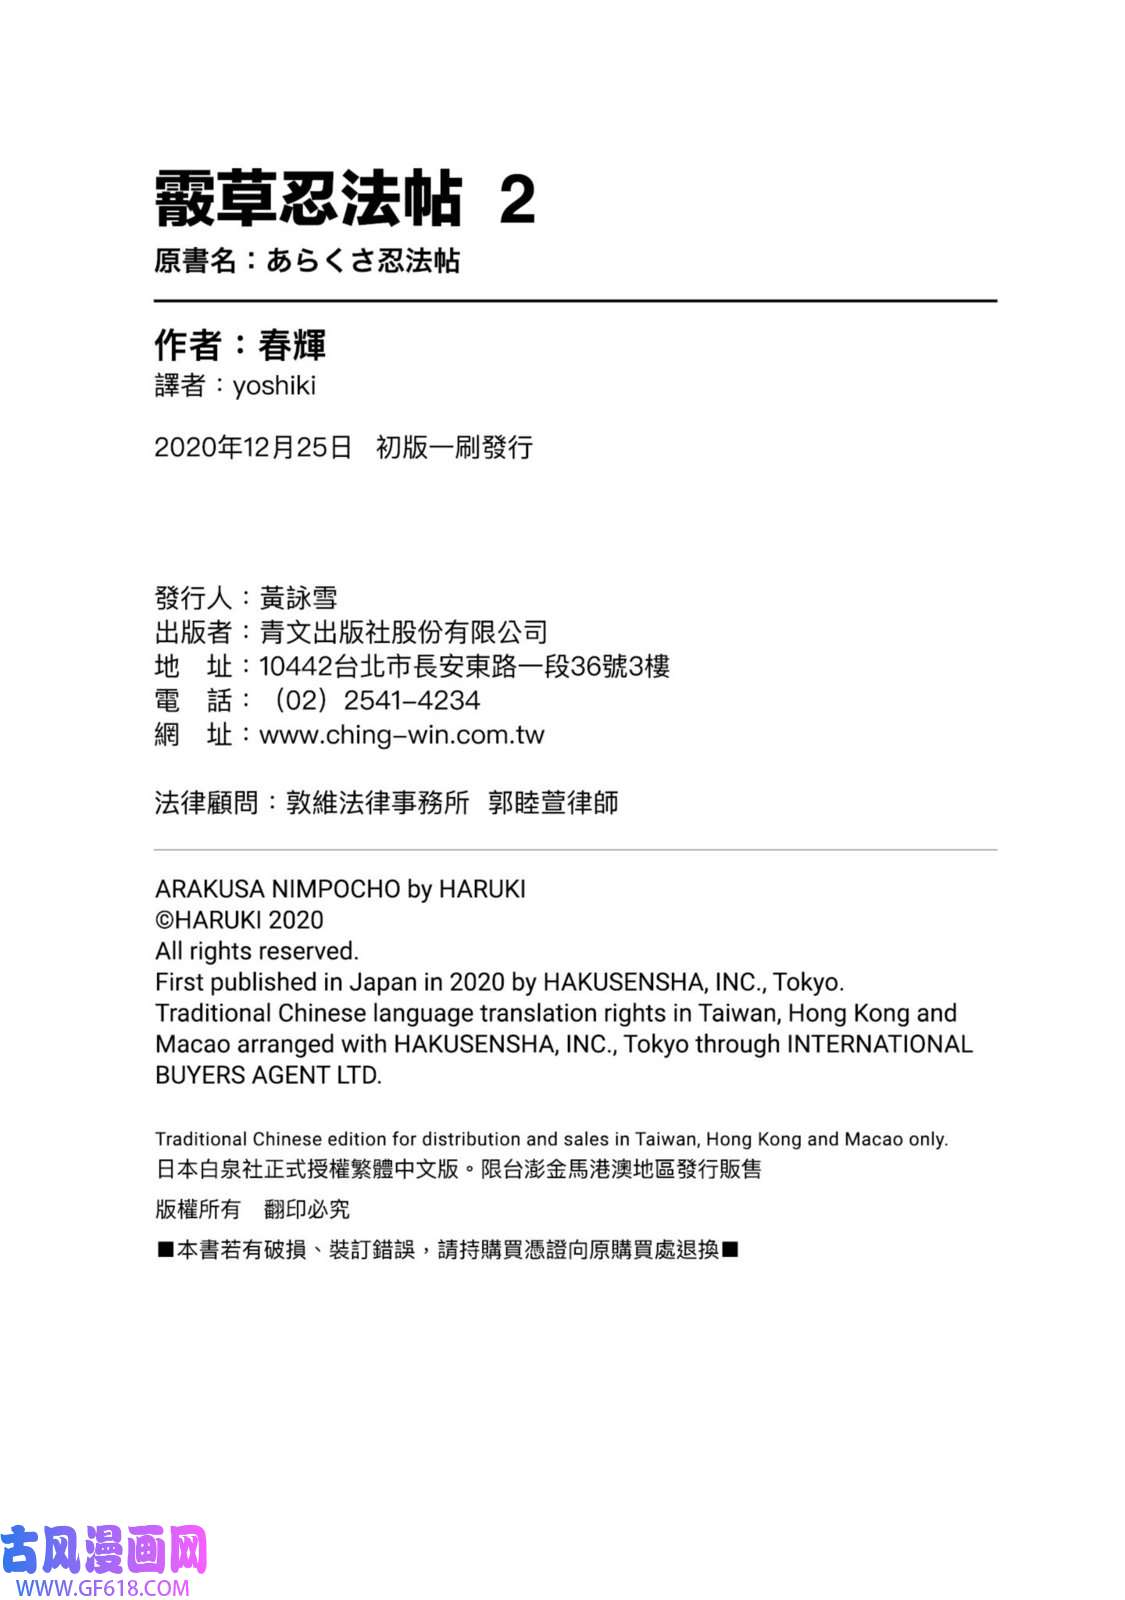 霰草忍法帖 2
原書名：あらくさ忍法帖
作者：春輝
譯者：yoshiki
2020年12月25日 初版一刷發行
發行人：黃詠雪
出版者：青文出版社股份有限公司
地　址：10442台北市長安東路一段36號3樓
電　話：（02）2541-4234
網　址：www.ching-win.com.tw
法律顧問：敦維法律事務所 郭睦萱律師
ARAKUSA NIMPOCHO by HARUKI
©HARUKI 2020
All rights reserved.
First published in Japan in 2020 by HAKUSENSHA, INC., Tokyo.
Traditional Chinese language translation rights in Taiwan, Hong Kong and
Macao arranged with HAKUSENSHA, INC., Tokyo through INTERNATIONAL
BUYERS AGENT LTD.
Traditional Chinese edition for distribution and sales in Taiwan, Hong Kong and Macao only.
日本白泉社正式授權繁體中文版。限台澎金馬港澳地區發行販售
版權所有　翻印必究
■本書若有破損、裝訂錯誤，請持購買憑證向原購買處退換■
古风漫画网
WWW.GF618.COM